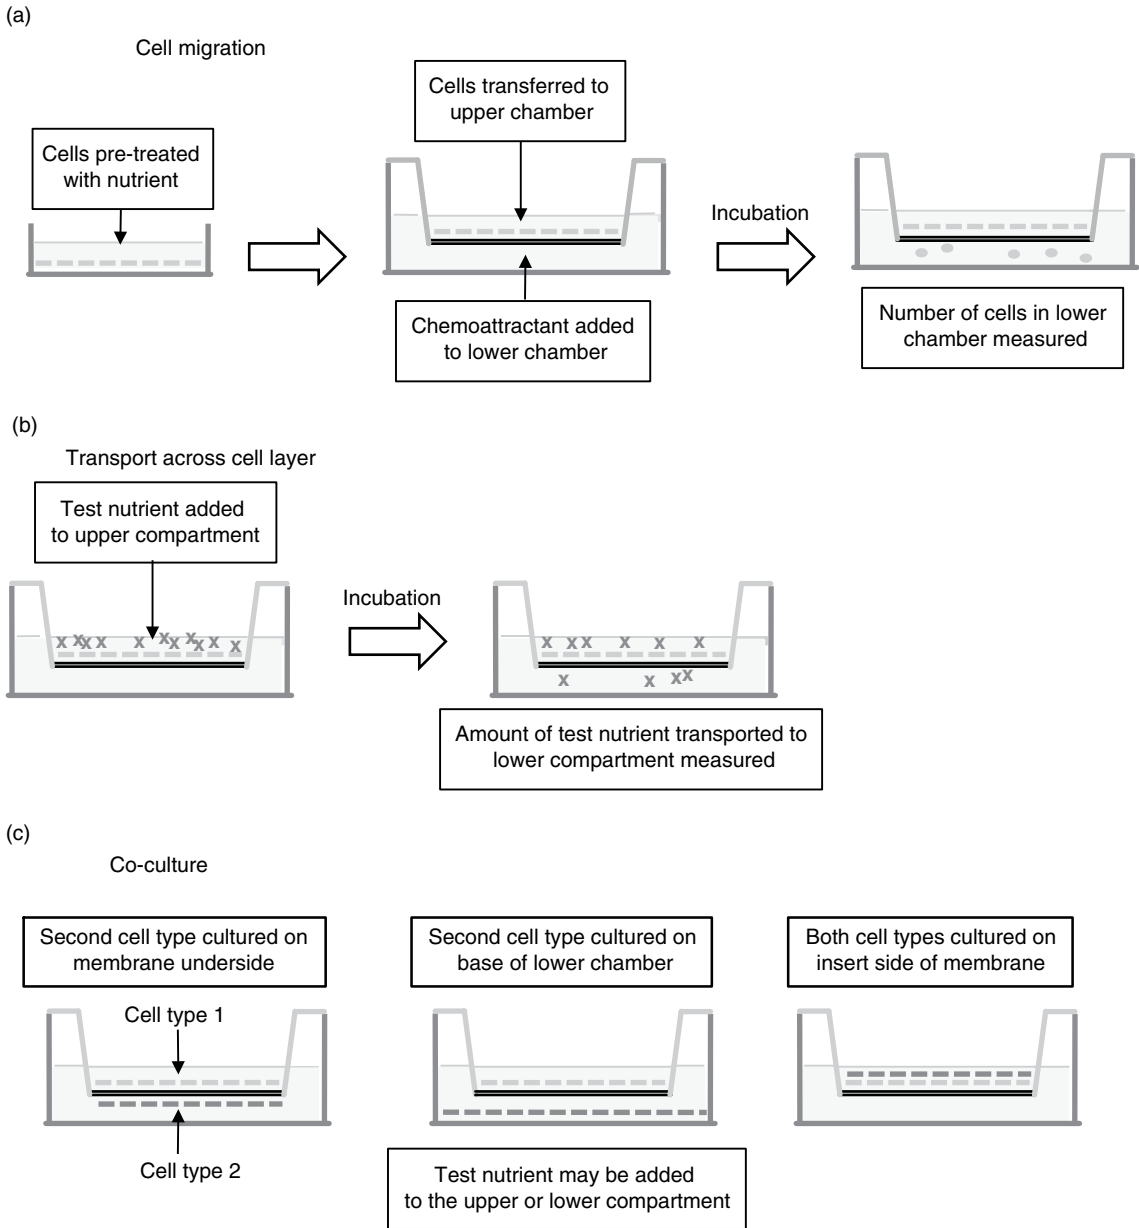 (a)
Cell migration
Cells pre-treated
with nutrient
Cells transferred to
upper chamber
Chemoattractant added
to lower chamber
Incubation
Number of cells in lower
chamber measured
(b)
Transport across cell layer
Test nutrient added
to upper compartment
x x x x x x x x x x x
Incubation
x x x x x x
x x x x
Amount of test nutrient transported to
lower compartment measured
(c)
Co-culture
Second cell type cultured on
membrane underside
Cell type 1
Cell type 2
Second cell type cultured on
base of lower chamber
Both cell types cultured on
insert side of membrane
Test nutrient may be added
to the upper or lower compartment